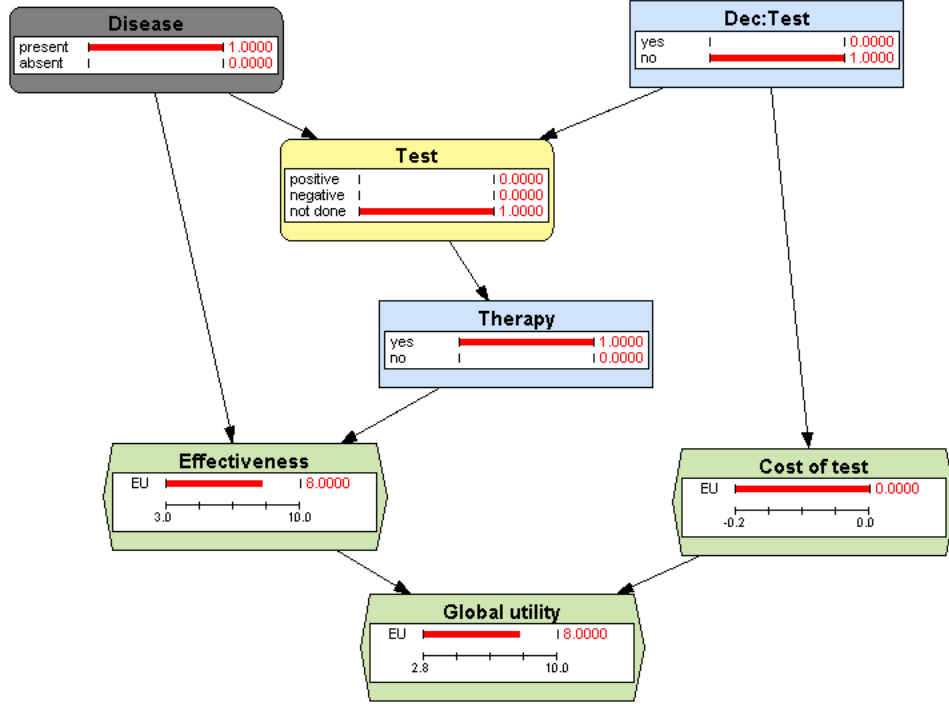 Disease
present 1.0000
absent 0.0000
Dec:Test
yes 0.0000
no 1.0000
Test
positive 0.0000
negative 0.0000
not done 1.0000
Therapy
yes 1.0000
no 0.0000
Effectiveness
EU 8.0000
3.0 10.0
Cost of test
EU 0.0000
-0.2 0.0
Global utility
EU 8.0000
2.8 10.0